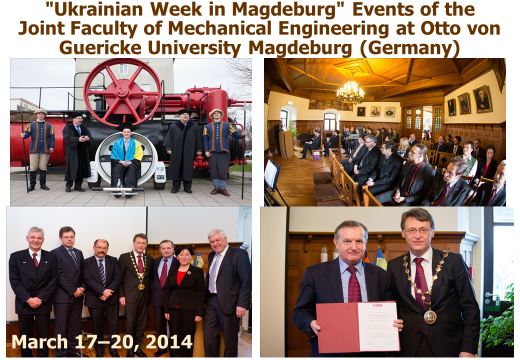 "Ukrainian Week in Magdeburg" Events of the
Joint Faculty of Mechanical Engineering at Otto von
Guericke University Magdeburg (Germany)
March 17–20, 2014